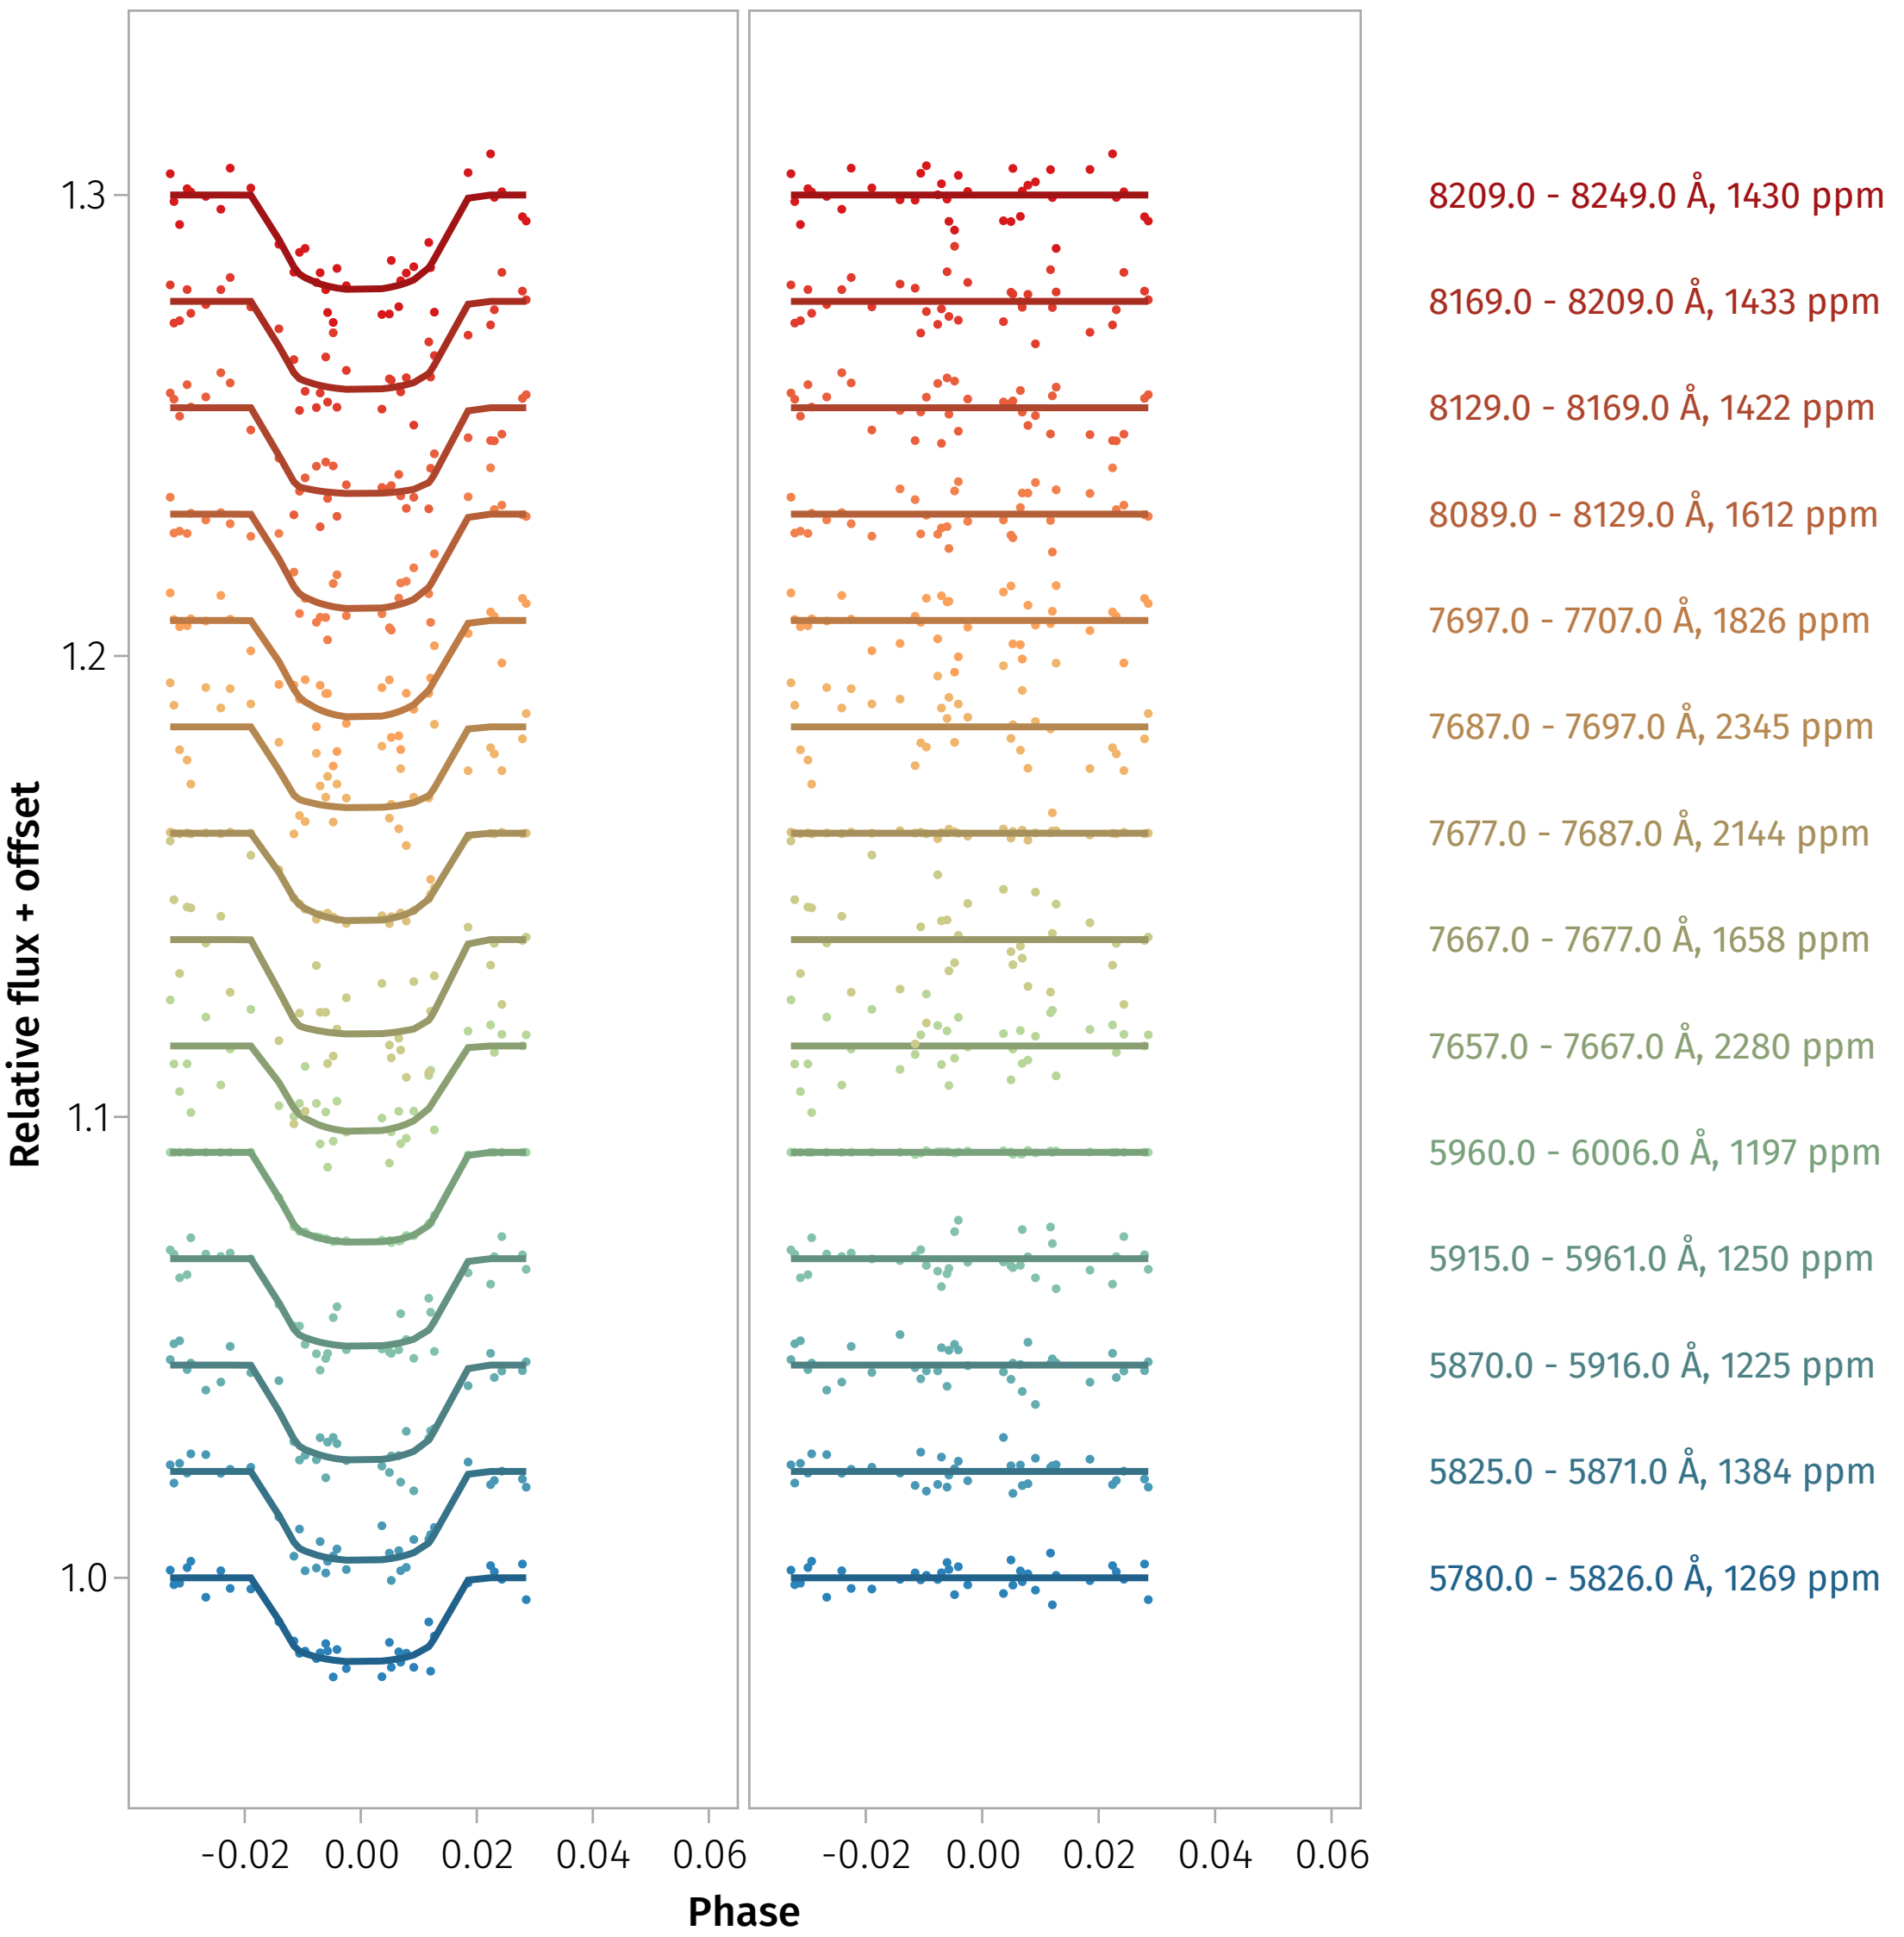 Relative flux + offset
1.3
1.2
1.1
1.0
8209.0 - 8249.0 Å, 1430 ppm
8169.0 - 8209.0 Å, 1433 ppm
8129.0 - 8169.0 Å, 1422 ppm
8089.0 - 8129.0 Å, 1612 ppm
7697.0 - 7707.0 Å, 1826 ppm
7687.0 - 7697.0 Å, 2345 ppm
7677.0 - 7687.0 Å, 2144 ppm
7667.0 - 7677.0 Å, 1658 ppm
7657.0 - 7667.0 Å, 2280 ppm
5960.0 - 6006.0 Å, 1197 ppm
5915.0 - 5961.0 Å, 1250 ppm
5870.0 - 5916.0 Å, 1225 ppm
5825.0 - 5871.0 Å, 1384 ppm
5780.0 - 5826.0 Å, 1269 ppm
-0.02 0.00 0.02 0.04 0.06 -0.02 0.00 0.02 0.04 0.06
Phase